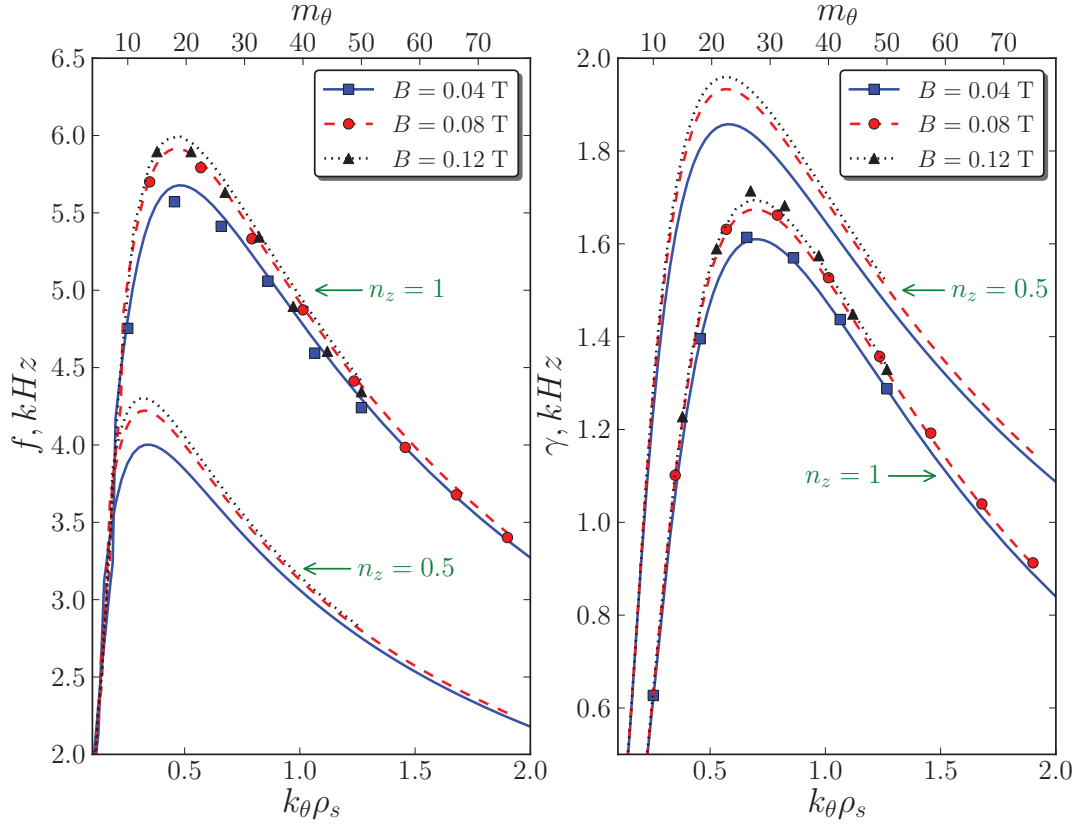 m_θ
10 20 30 40 50 60 70
6.5
6.0
5.5
5.0
4.5
4.0
3.5
3.0
2.5
2.0
f, kHz
B = 0.04 T
B = 0.08 T
B = 0.12 T
n_z = 1
n_z = 0.5
0.5 1.0 1.5 2.0
k_θρ_s
m_θ
10 20 30 40 50 60 70
2.0
1.8
1.6
1.4
1.2
1.0
0.8
0.6
γ, kHz
B = 0.04 T
B = 0.08 T
B = 0.12 T
n_z = 0.5
n_z = 1
0.5 1.0 1.5 2.0
k_θρ_s